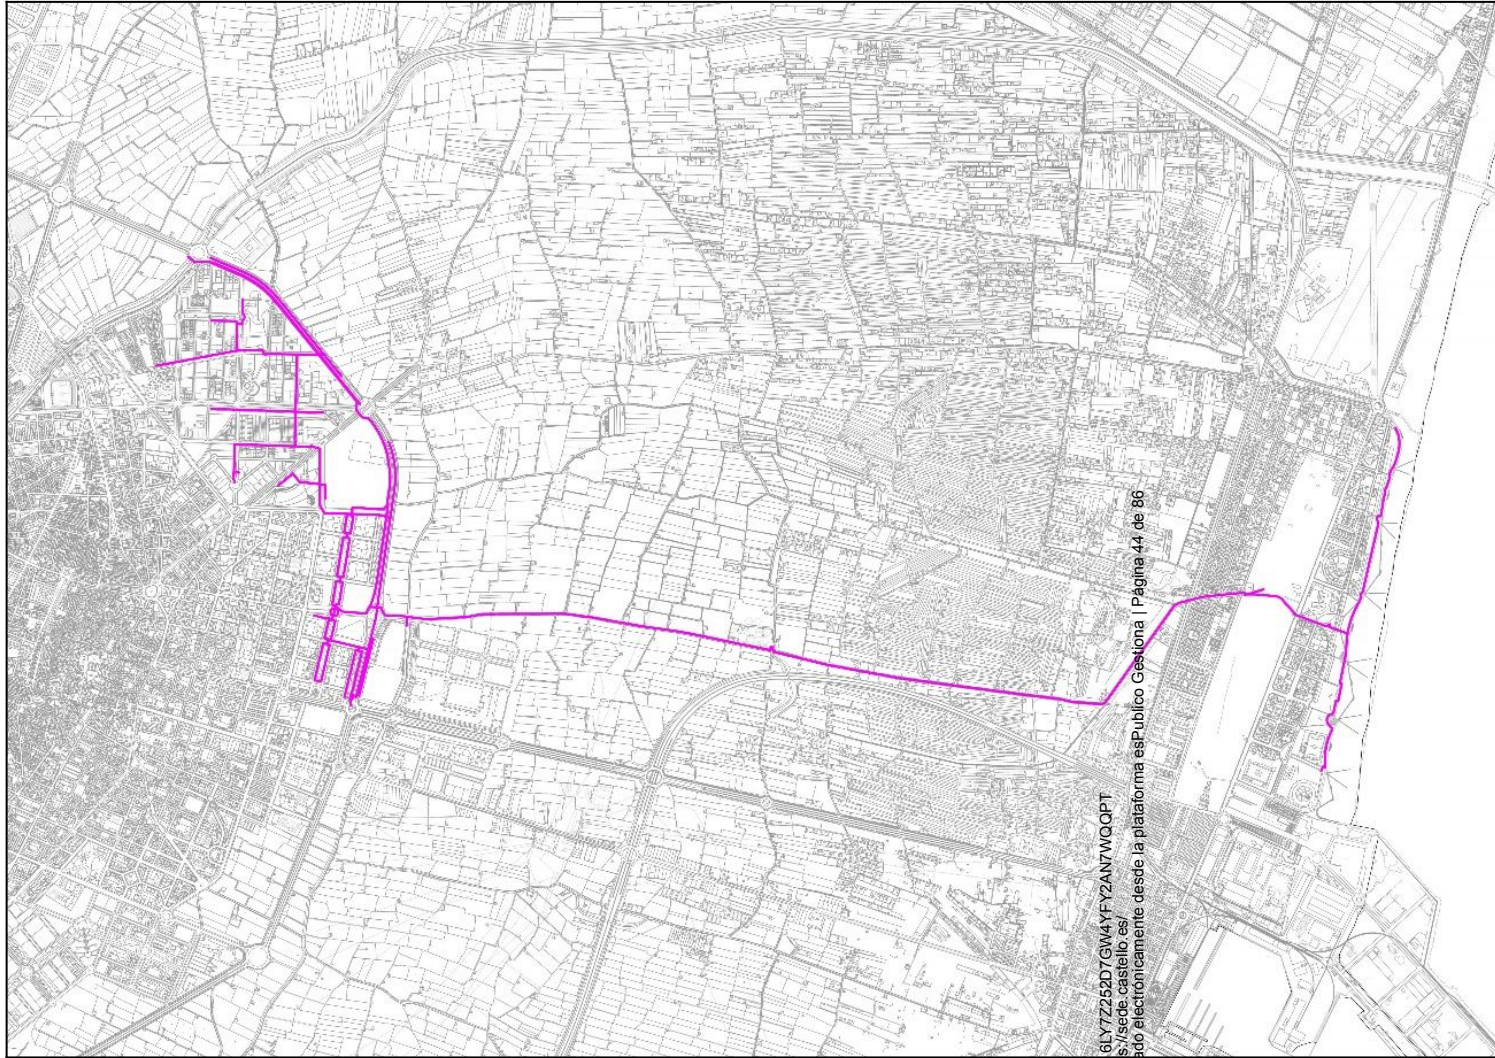 6LY7Z252D7GW4YFY2AN7WQQPT
s://sede.castello.es/
ado electrónicamente desde la plataforma esPublico Gestiona | Página 44 de 86